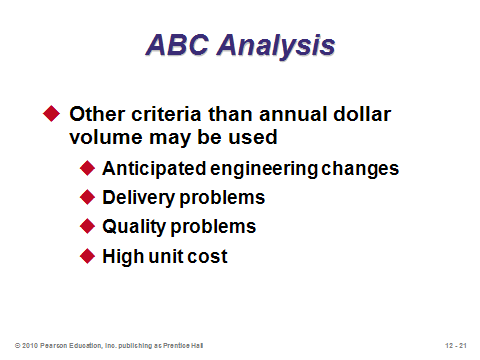 ABC Analysis
Other criteria than annual dollar
volume may be used
Anticipated engineering changes
Delivery problems
Quality problems
High unit cost
© 2010 Pearson Education, Inc. publishing as Prentice Hall
12 - 21